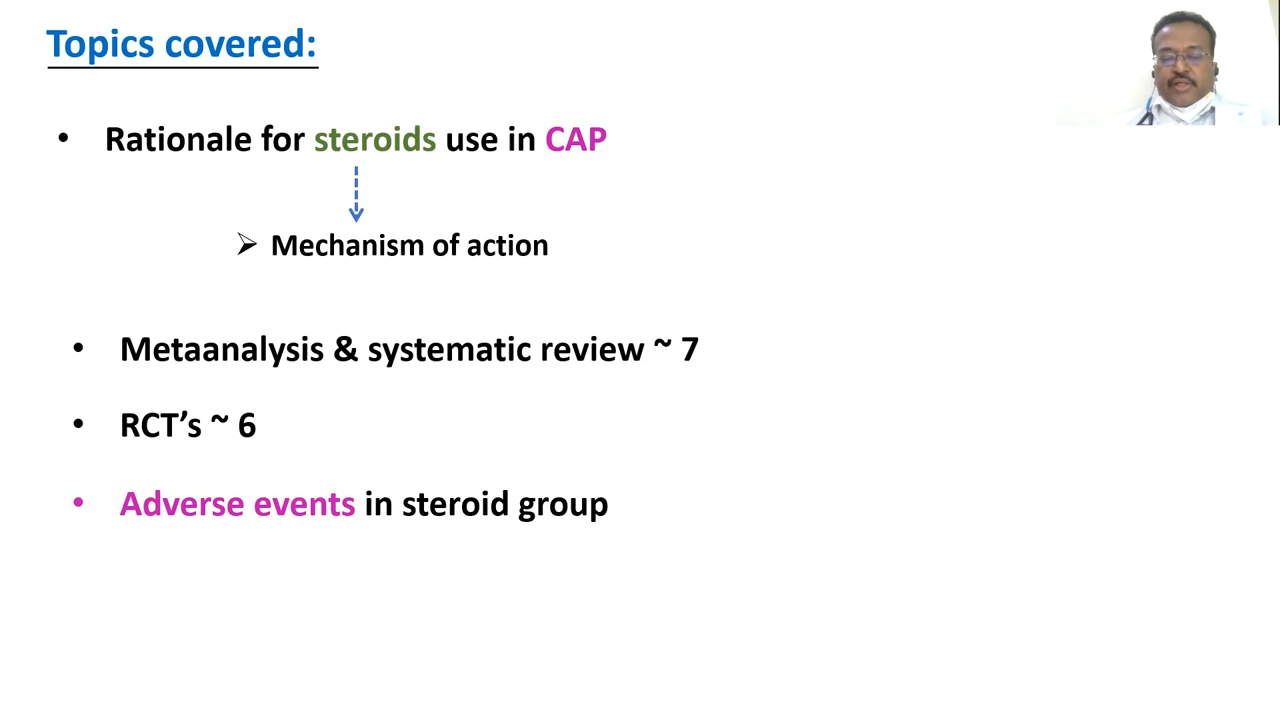 Topics covered:
• Rationale for steroids use in CAP
➢ Mechanism of action
• Metaanalysis & systematic review ~ 7
• RCT’s ~ 6
• Adverse events in steroid group